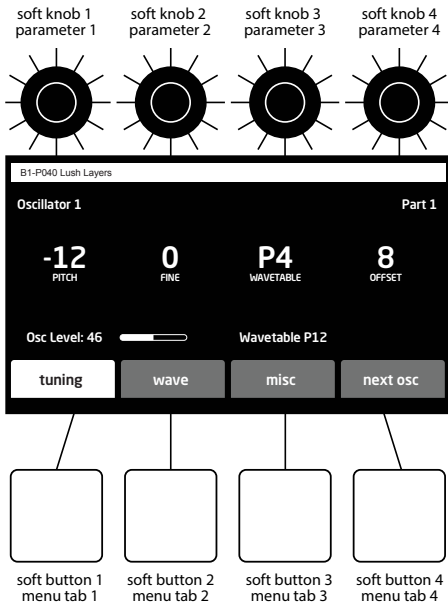 soft knob 1 soft knob 2 soft knob 3 soft knob 4
parameter 1 parameter 2 parameter 3 parameter 4
B1-P040 Lush Layers
Oscillator 1 Part 1
-12 0 P4 8
PITCH FINE WAVETABLE OFFSET
Osc Level: 46 Wavetable P12
tuning wave misc next osc
soft button 1 soft button 2 soft button 3 soft button 4
menu tab 1 menu tab 2 menu tab 3 menu tab 4